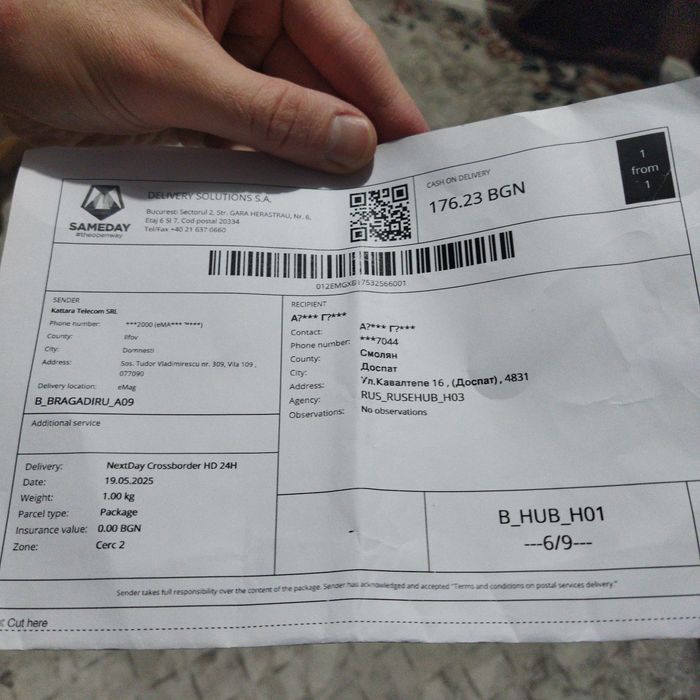 SAMEDAY
#theopenway
DELIVERY SOLUTIONS S.A.
Bucuresti Sectorul 2, Str. GARA HERASTRAU, Nr. 6,
Etaj 6 SI 7, Cod postal 20334
Tel/Fax +40 21 637 0660
CASH ON DELIVERY
176.23 BGN
1
from
1
SENDER
Kattara Telecom SRL
Phone number: ***2000 (eMA*** ***)
County: Ilfov
City: Domnesti
Address: Sos. Tudor Vladimirescu nr. 309, Vila 109 ,
077090
Delivery location: eMag
B_BRAGADIRU_A09
Additional service
Delivery: NextDay Crossborder HD 24H
Date: 19.05.2025
Weight: 1.00 kg
Parcel type: Package
Insurance value: 0.00 BGN
Zone: Cerc 2
RECIPIENT
А?*** Г?***
Contact: А?*** Г?***
Phone number: ***7044
County: Смолян
City: Доспат
Address: Ул.Кавалтепе 16 , (Доспат) , 4831
Agency: RUS_RUSEHUB_H03
Observations: No observations
-
B_HUB_H01
---6/9---
Sender takes full responsibility over the content of the package. Sender has acknowledged and accepted "Terms and conditions on postal services delivery."
Cut here